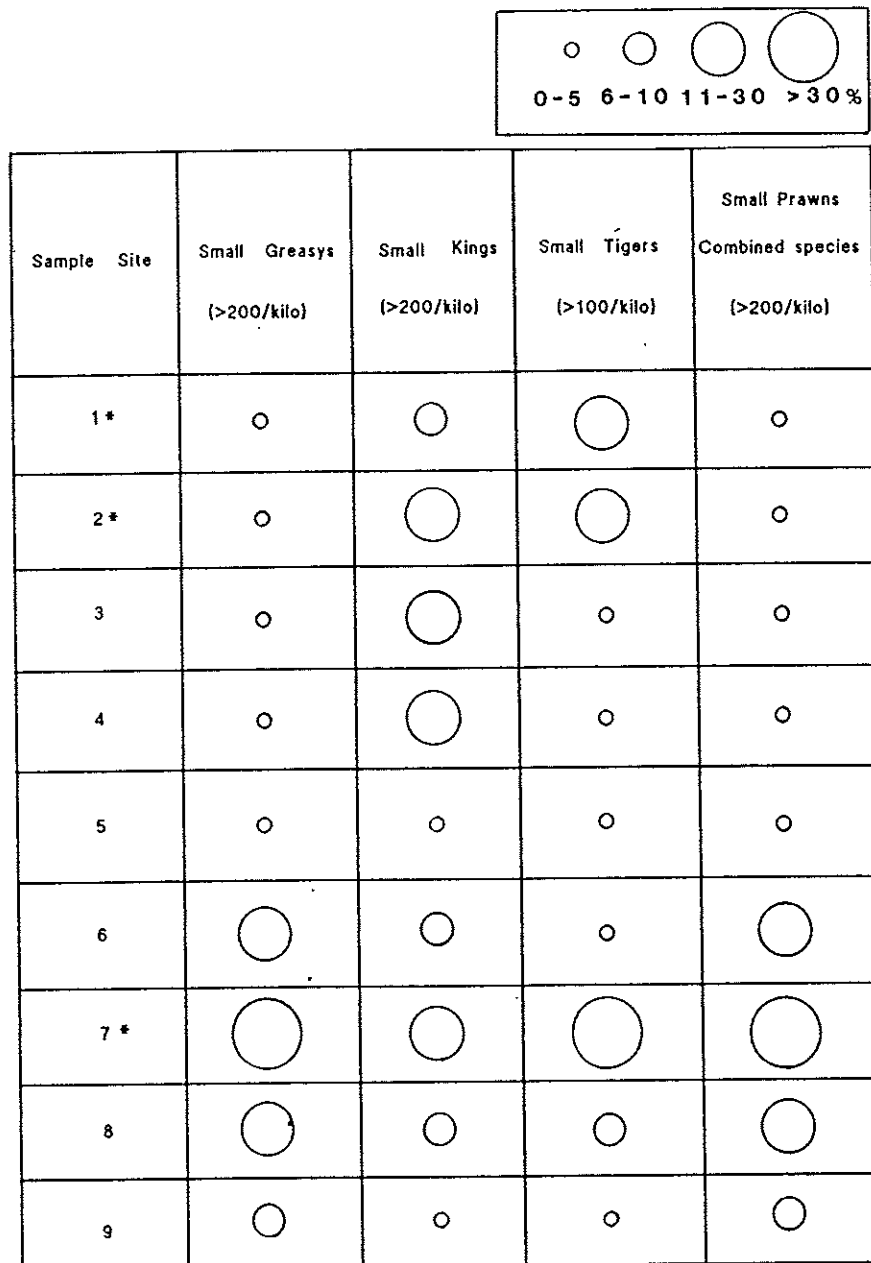 0-5 6-10 11-30 >30%
Sample Site
Small Greasys
(>200/kilo)
Small Kings
(>200/kilo)
Small Tigers
(>100/kilo)
Small Prawns
Combined species
(>200/kilo)
1*
2*
3
4
5
6
7*
8
9